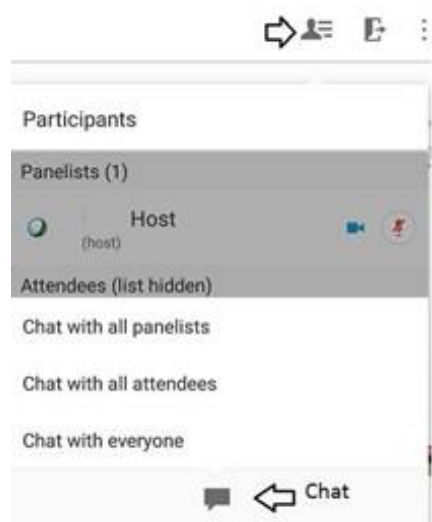 Participants
Panelists (1)
Host
(host)
Attendees (list hidden)
Chat with all panelists
Chat with all attendees
Chat with everyone
Chat